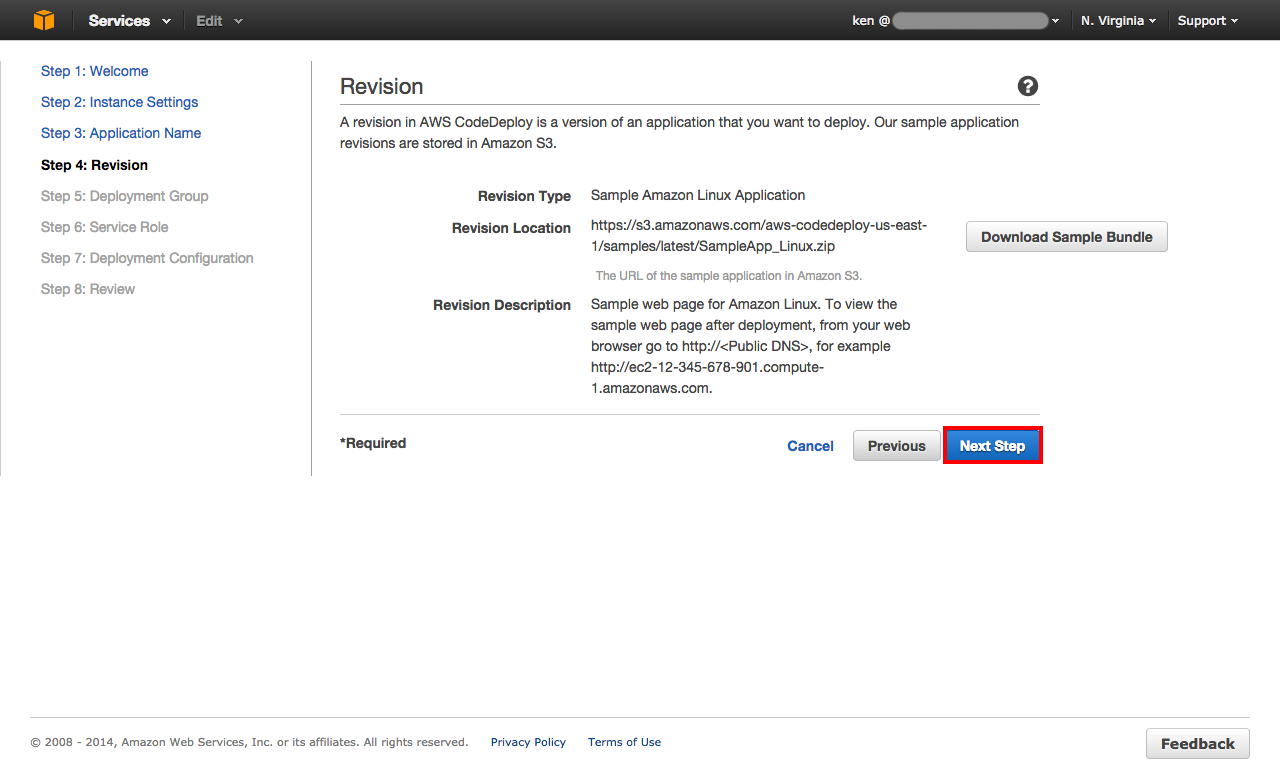 Services Edit ken @ N. Virginia Support
Step 1: Welcome
Step 2: Instance Settings
Step 3: Application Name
Step 4: Revision
Step 5: Deployment Group
Step 6: Service Role
Step 7: Deployment Configuration
Step 8: Review
Revision
?
A revision in AWS CodeDeploy is a version of an application that you want to deploy. Our sample application
revisions are stored in Amazon S3.
Revision Type Sample Amazon Linux Application
Revision Location https://s3.amazonaws.com/aws-codedeploy-us-east-
1/samples/latest/SampleApp_Linux.zip
Download Sample Bundle
The URL of the sample application in Amazon S3.
Revision Description Sample web page for Amazon Linux. To view the
sample web page after deployment, from your web
browser go to http://<Public DNS>, for example
http://ec2-12-345-678-901.compute-
1.amazonaws.com.
*Required Cancel Previous Next Step
© 2008 - 2014, Amazon Web Services, Inc. or its affiliates. All rights reserved. Privacy Policy Terms of Use Feedback